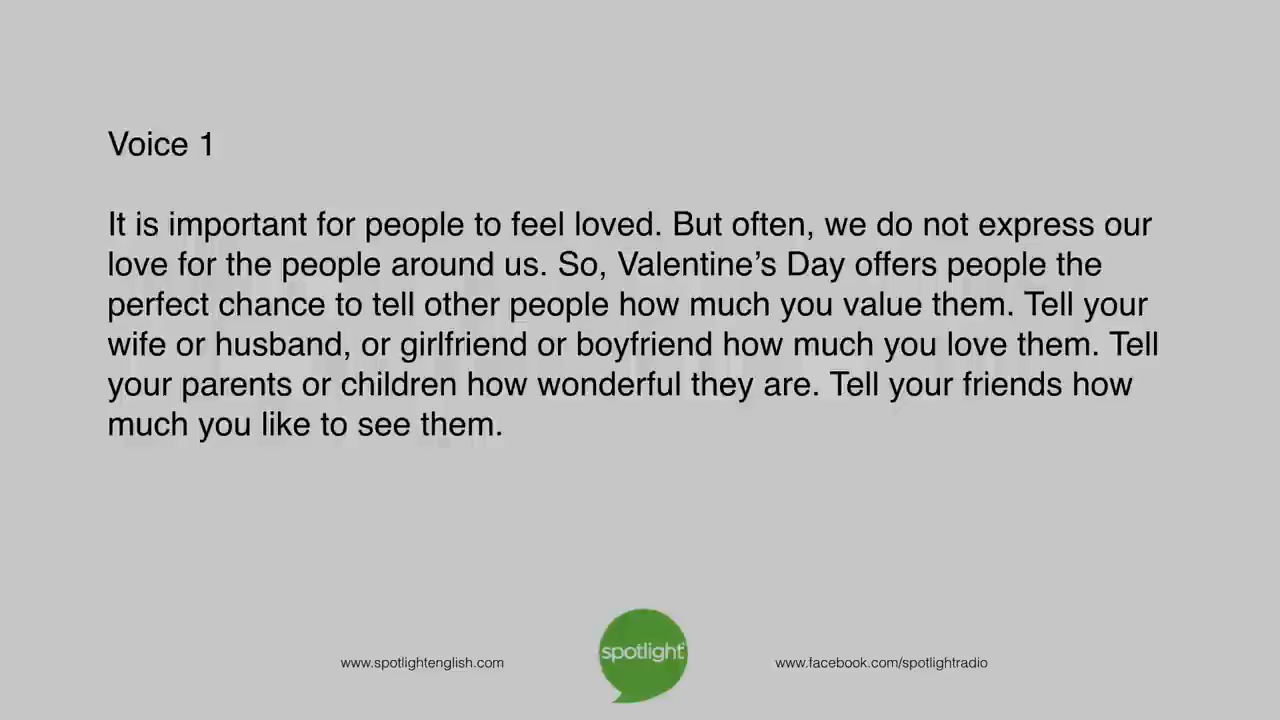 Voice 1
It is important for people to feel loved. But often, we do not express our
love for the people around us. So, Valentine’s Day offers people the
perfect chance to tell other people how much you value them. Tell your
wife or husband, or girlfriend or boyfriend how much you love them. Tell
your parents or children how wonderful they are. Tell your friends how
much you like to see them.
www.spotlightenglish.com
spotlight
www.facebook.com/spotlightradio